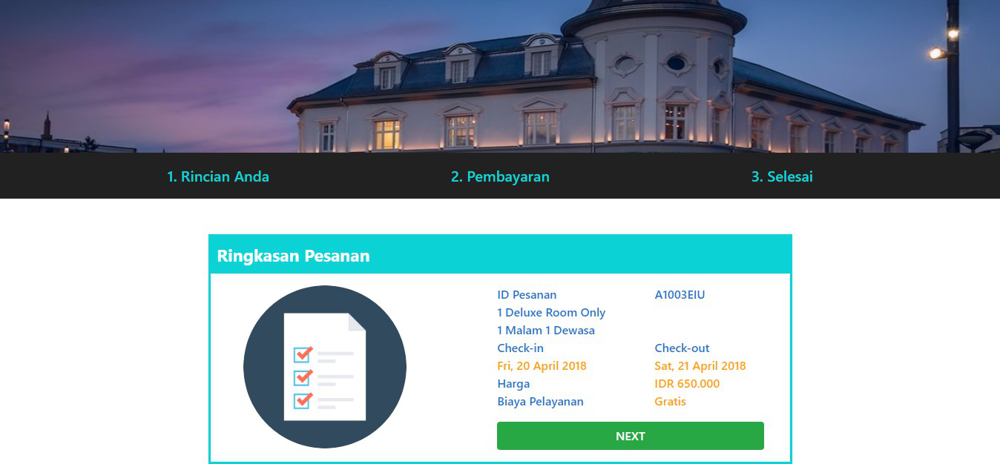 1. Rincian Anda
2. Pembayaran
3. Selesai
Ringkasan Pesanan
ID Pesanan A1003EIU
1 Deluxe Room Only
1 Malam 1 Dewasa
Check-in Check-out
Fri, 20 April 2018 Sat, 21 April 2018
Harga IDR 650.000
Biaya Pelayanan Gratis
NEXT